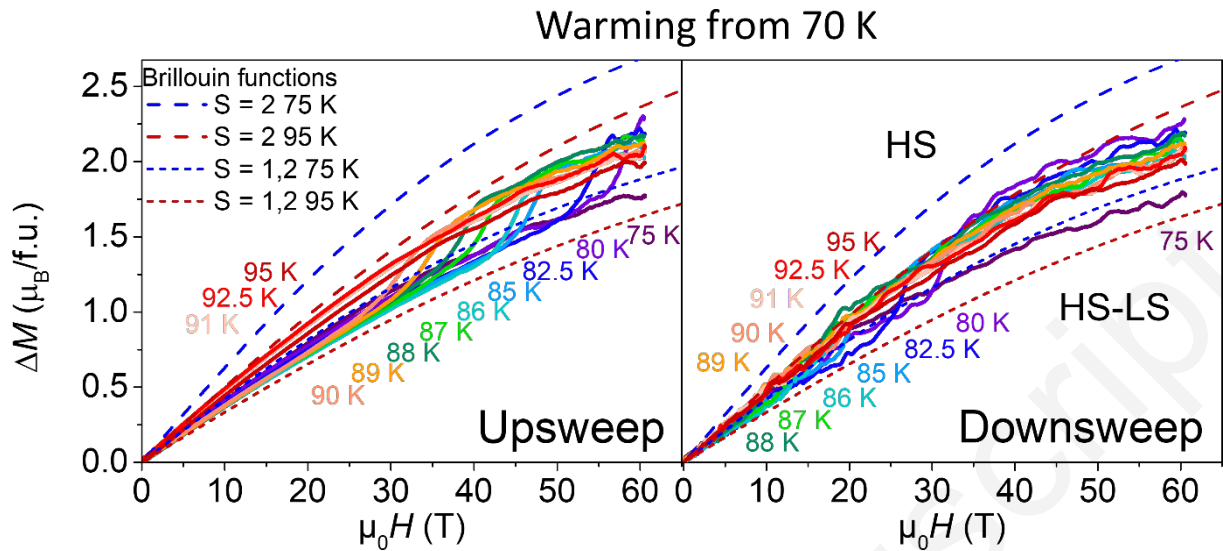 Warming from 70 K
Brillouin functions
S = 2 75 K
S = 2 95 K
S = 1,2 75 K
S = 1,2 95 K
95 K
92.5 K
91 K
90 K
89 K
88 K
87 K
86 K
85 K
82.5 K
80 K
75 K
Upsweep
ΔM (μB/f.u.)
2.5
2.0
1.5
1.0
0.5
0.0
0 10 20 30 40 50 60
μ0H (T)
HS
HS-LS
95 K
92.5 K
91 K
90 K
89 K
88 K
87 K
86 K
85 K
82.5 K
80 K
75 K
Downsweep
0 10 20 30 40 50 60
μ0H (T)